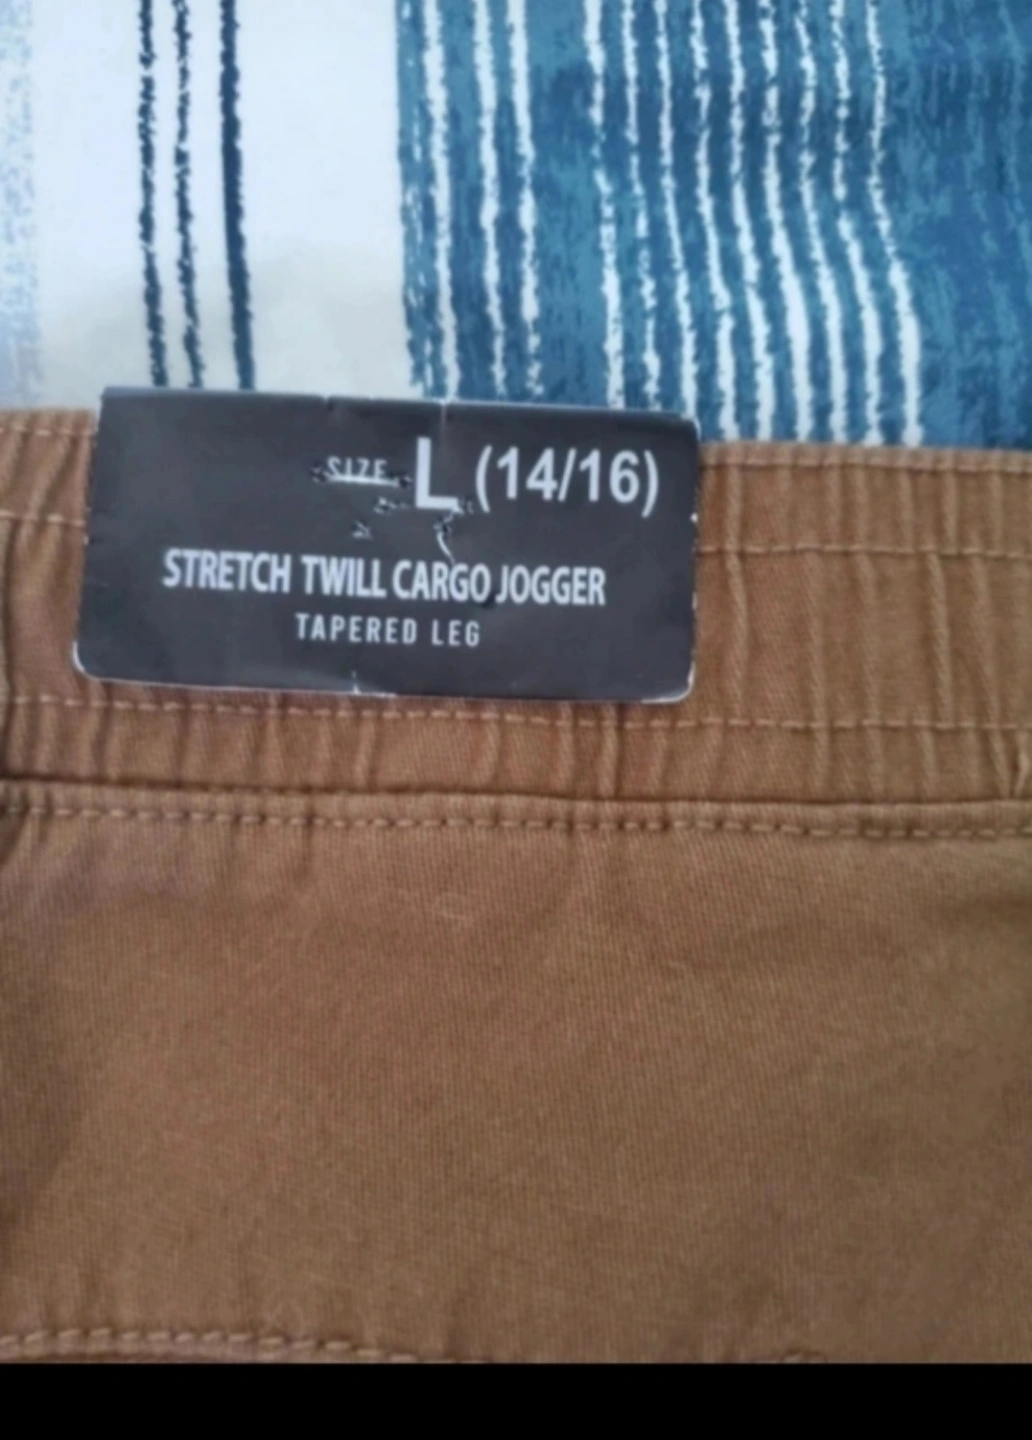 SIZE L (14/16)
STRETCH TWILL CARGO JOGGER
TAPERED LEG